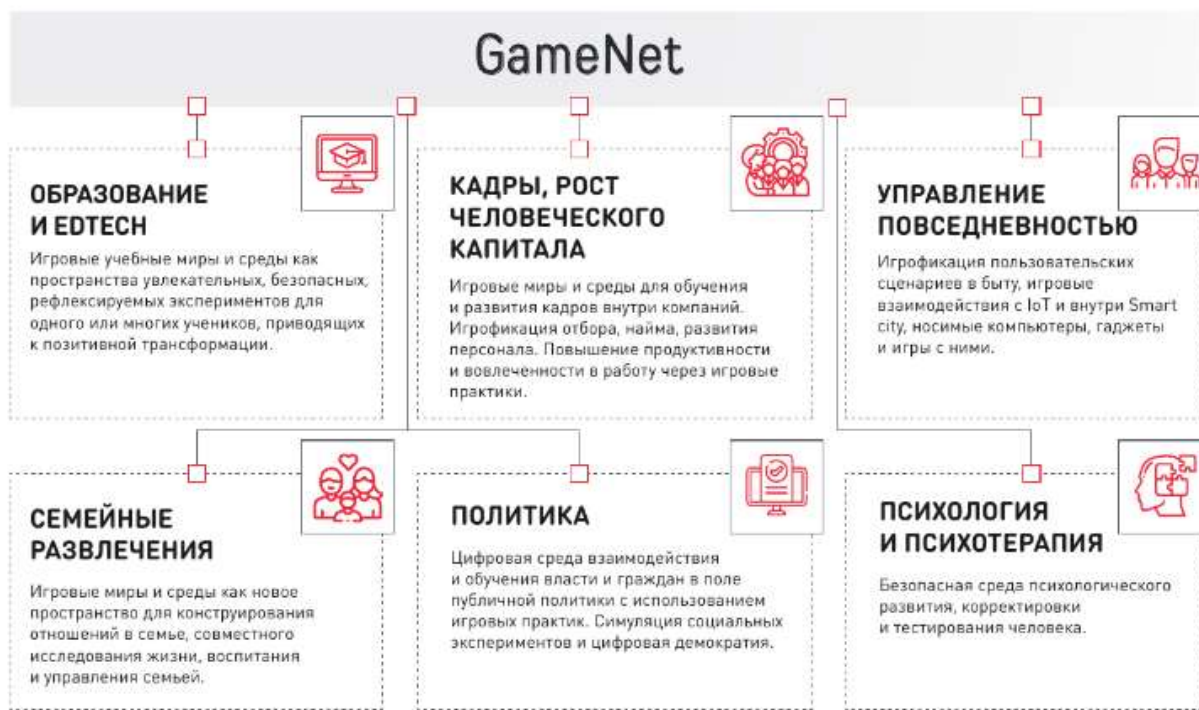 GameNet
ОБРАЗОВАНИЕ
И EDTECH
Игровые учебные миры и среды как
пространства увлекательных, безопасных,
рефлексируемых экспериментов для
одного или многих учеников, приводящих
к позитивной трансформации.
КАДРЫ, РОСТ
ЧЕЛОВЕЧЕСКОГО
КАПИТАЛА
Игровые миры и среды для обучения
и развития кадров внутри компаний.
Игрофикация отбора, найма, развития
персонала. Повышение продуктивности
и вовлеченности в работу через игровые
практики.
УПРАВЛЕНИЕ
ПОВСЕДНЕВНОСТЬЮ
Игрофикация пользовательских
сценариев в быту, игровые
взаимодействия с IoT и внутри Smart
city, носимые компьютеры, гаджеты
и игры с ними.
СЕМЕЙНЫЕ
РАЗВЛЕЧЕНИЯ
Игровые миры и среды как новое
пространство для конструирования
отношений в семье, совместного
исследования жизни, воспитания
и управления семьей.
ПОЛИТИКА
Цифровая среда взаимодействия
и обучения власти и граждан в поле
публичной политики с использованием
игровых практик. Симуляция социальных
экспериментов и цифровая демократия.
ПСИХОЛОГИЯ
И ПСИХОТЕРАПИЯ
Безопасная среда психологического
развития, корректировки
и тестирования человека.